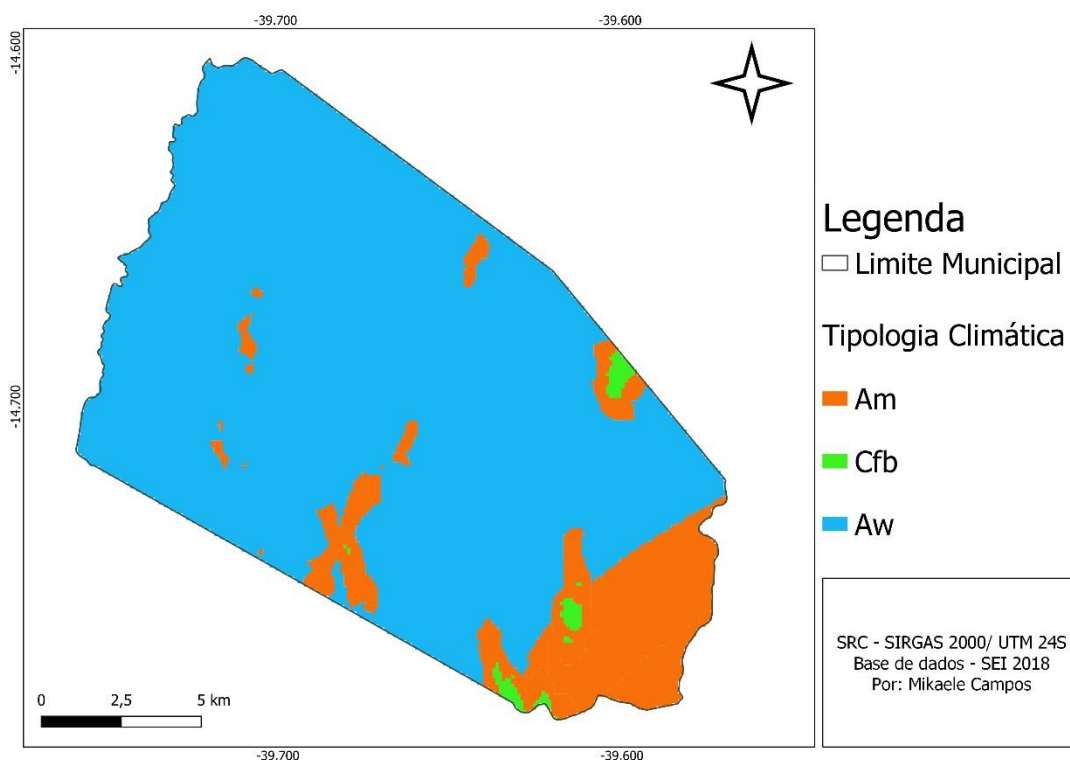 -39.700
-39.600
-14.600
-14.700
0
2,5
5 km
-39.700
-39.600
Legenda
Limite Municipal
Tipologia Climática
Am
Cfb
Aw
SRC - SIRGAS 2000/ UTM 24S
Base de dados - SEI 2018
Por: Mikaele Campos